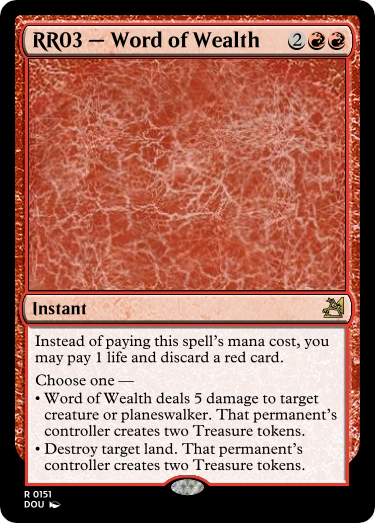 RR03 — Word of Wealth 2
Instant
Instead of paying this spell's mana cost, you
may pay 1 life and discard a red card.
Choose one —
• Word of Wealth deals 5 damage to target
creature or planeswalker. That permanent's
controller creates two Treasure tokens.
• Destroy target land. That permanent's
controller creates two Treasure tokens.
R 0151
DOU